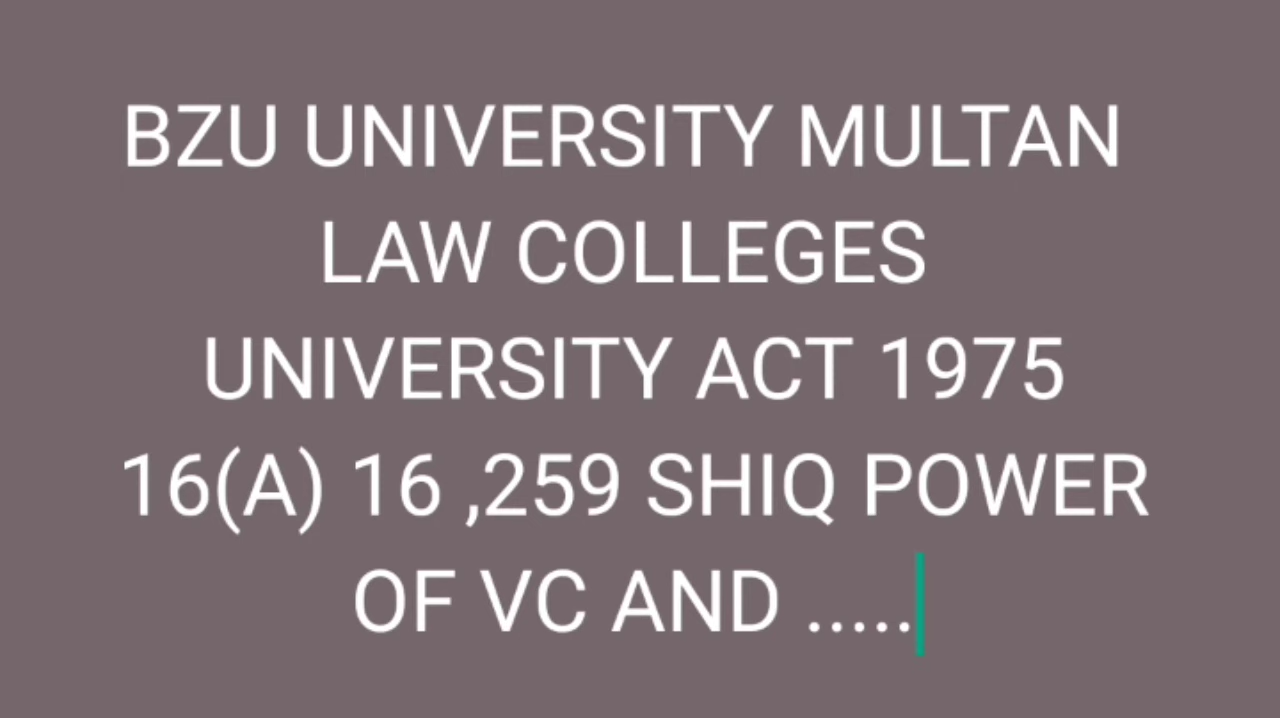 BZU UNIVERSITY MULTAN
LAW COLLEGES
UNIVERSITY ACT 1975
16(A) 16 ,259 SHIQ POWER
OF VC AND .....